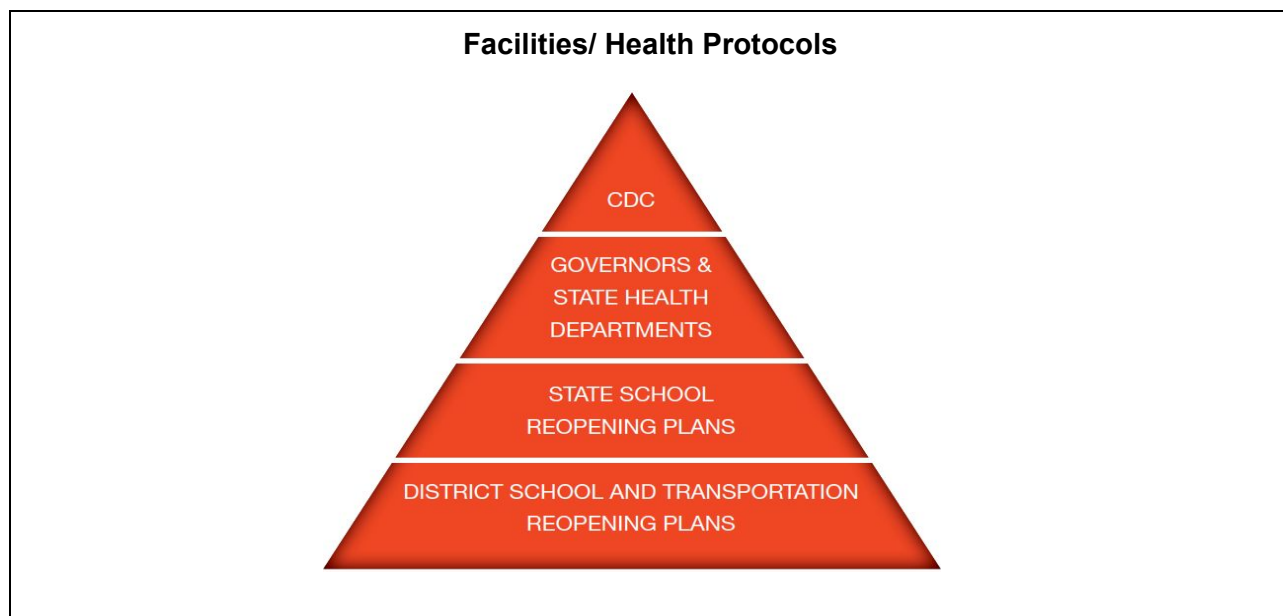 Facilities/ Health Protocols
CDC
GOVERNORS &
STATE HEALTH
DEPARTMENTS
STATE SCHOOL
REOPENING PLANS
DISTRICT SCHOOL AND TRANSPORTATION
REOPENING PLANS